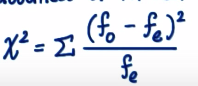 χ² = Σ (f₀ - fₑ)² / fₑ